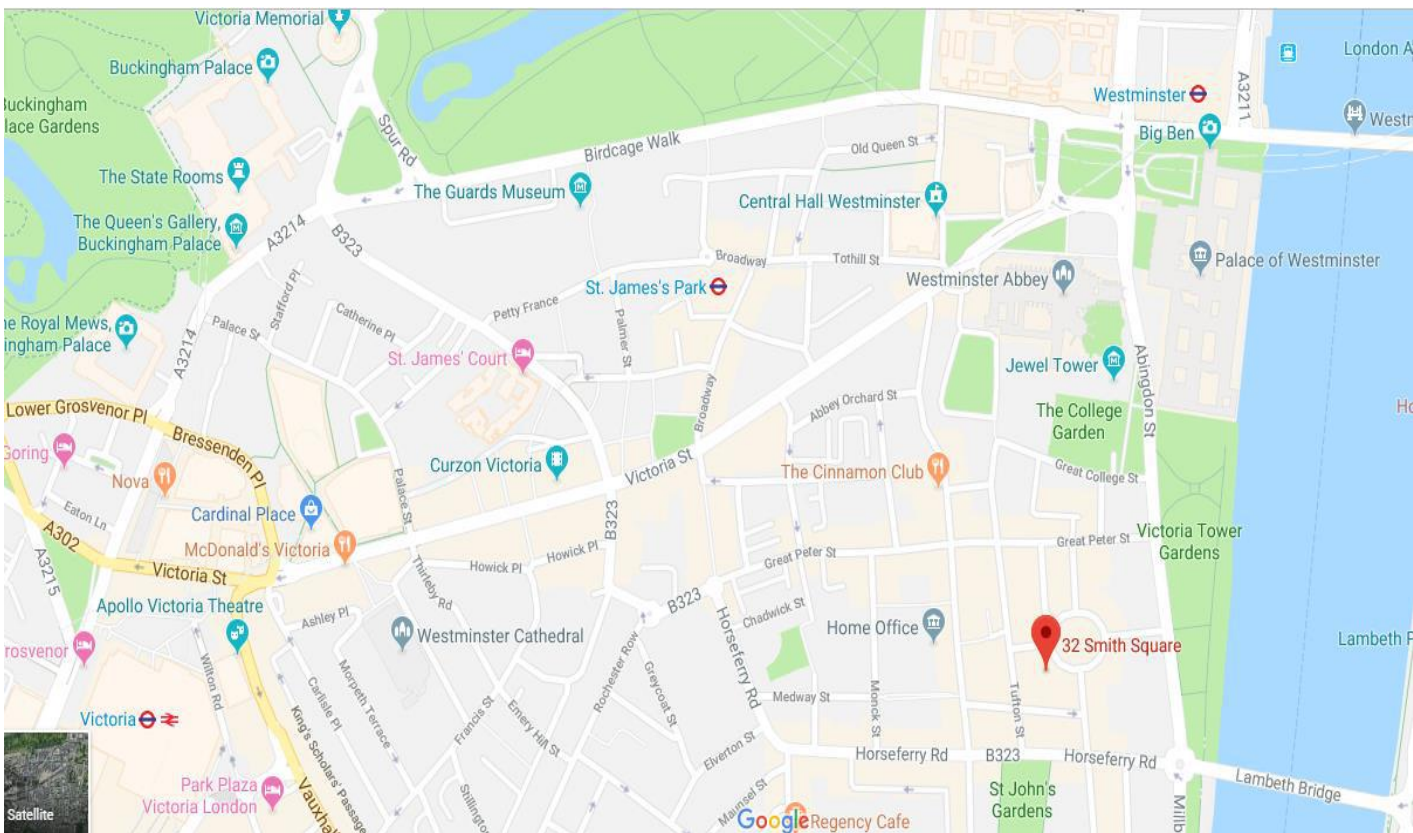 Victoria Memorial
Buckingham Palace
London A
A3211
Westminster
Big Ben
Westm
Buckingham
lace Gardens
Spur Rd
Birdcage Walk
Old Queen St
The State Rooms
The Guards Museum
Central Hall Westminster
The Queen's Gallery,
Buckingham Palace
A3214
B323
Broadway
Tothill St
Westminster Abbey
Palace of Westminster
St. James's Park
Stafford Pl
Petty France
Catherine Pl
Palmer St
he Royal Mews,
ingham Palace
Palace St
A3214
St. James' Court
Jewel Tower
Abingdon St
Lower Grosvenor Pl
Broadway
Abbey Orchard St
The College
Garden
Ho
Bressenden Pl
Goring
Nova
Curzon Victoria
Victoria St
The Cinnamon Club
Great College St
Palace St
Eaton Ln
Cardinal Place
A302
McDonald's Victoria
B323
Victoria Tower
Gardens
Great Peter St
Great Peter St
A3215
Victoria St
Howick Pl
Howick Pl
Thirleby Rd
Apollo Victoria Theatre
Ashley Pl
B323
Horseferry Rd
Chadwick St
Westminster Cathedral
Home Office
32 Smith Square
Lambeth R
rosvenor
Wilton Rd
Carlisle Pl
Morpeth Terrace
Rochester Row
Greycoat St
Medway St
Monck St
Tufton St
Victoria
King's Scholars' Passage
Francis St
Emery Hill St
Elverton St
Horseferry Rd
B323
Horseferry Rd
Lambeth Bridge
Park Plaza
Victoria London
Stillington
Maunsel St
St John's
Gardens
Vauxhal
Millb
Satellite
Google
Regency Cafe